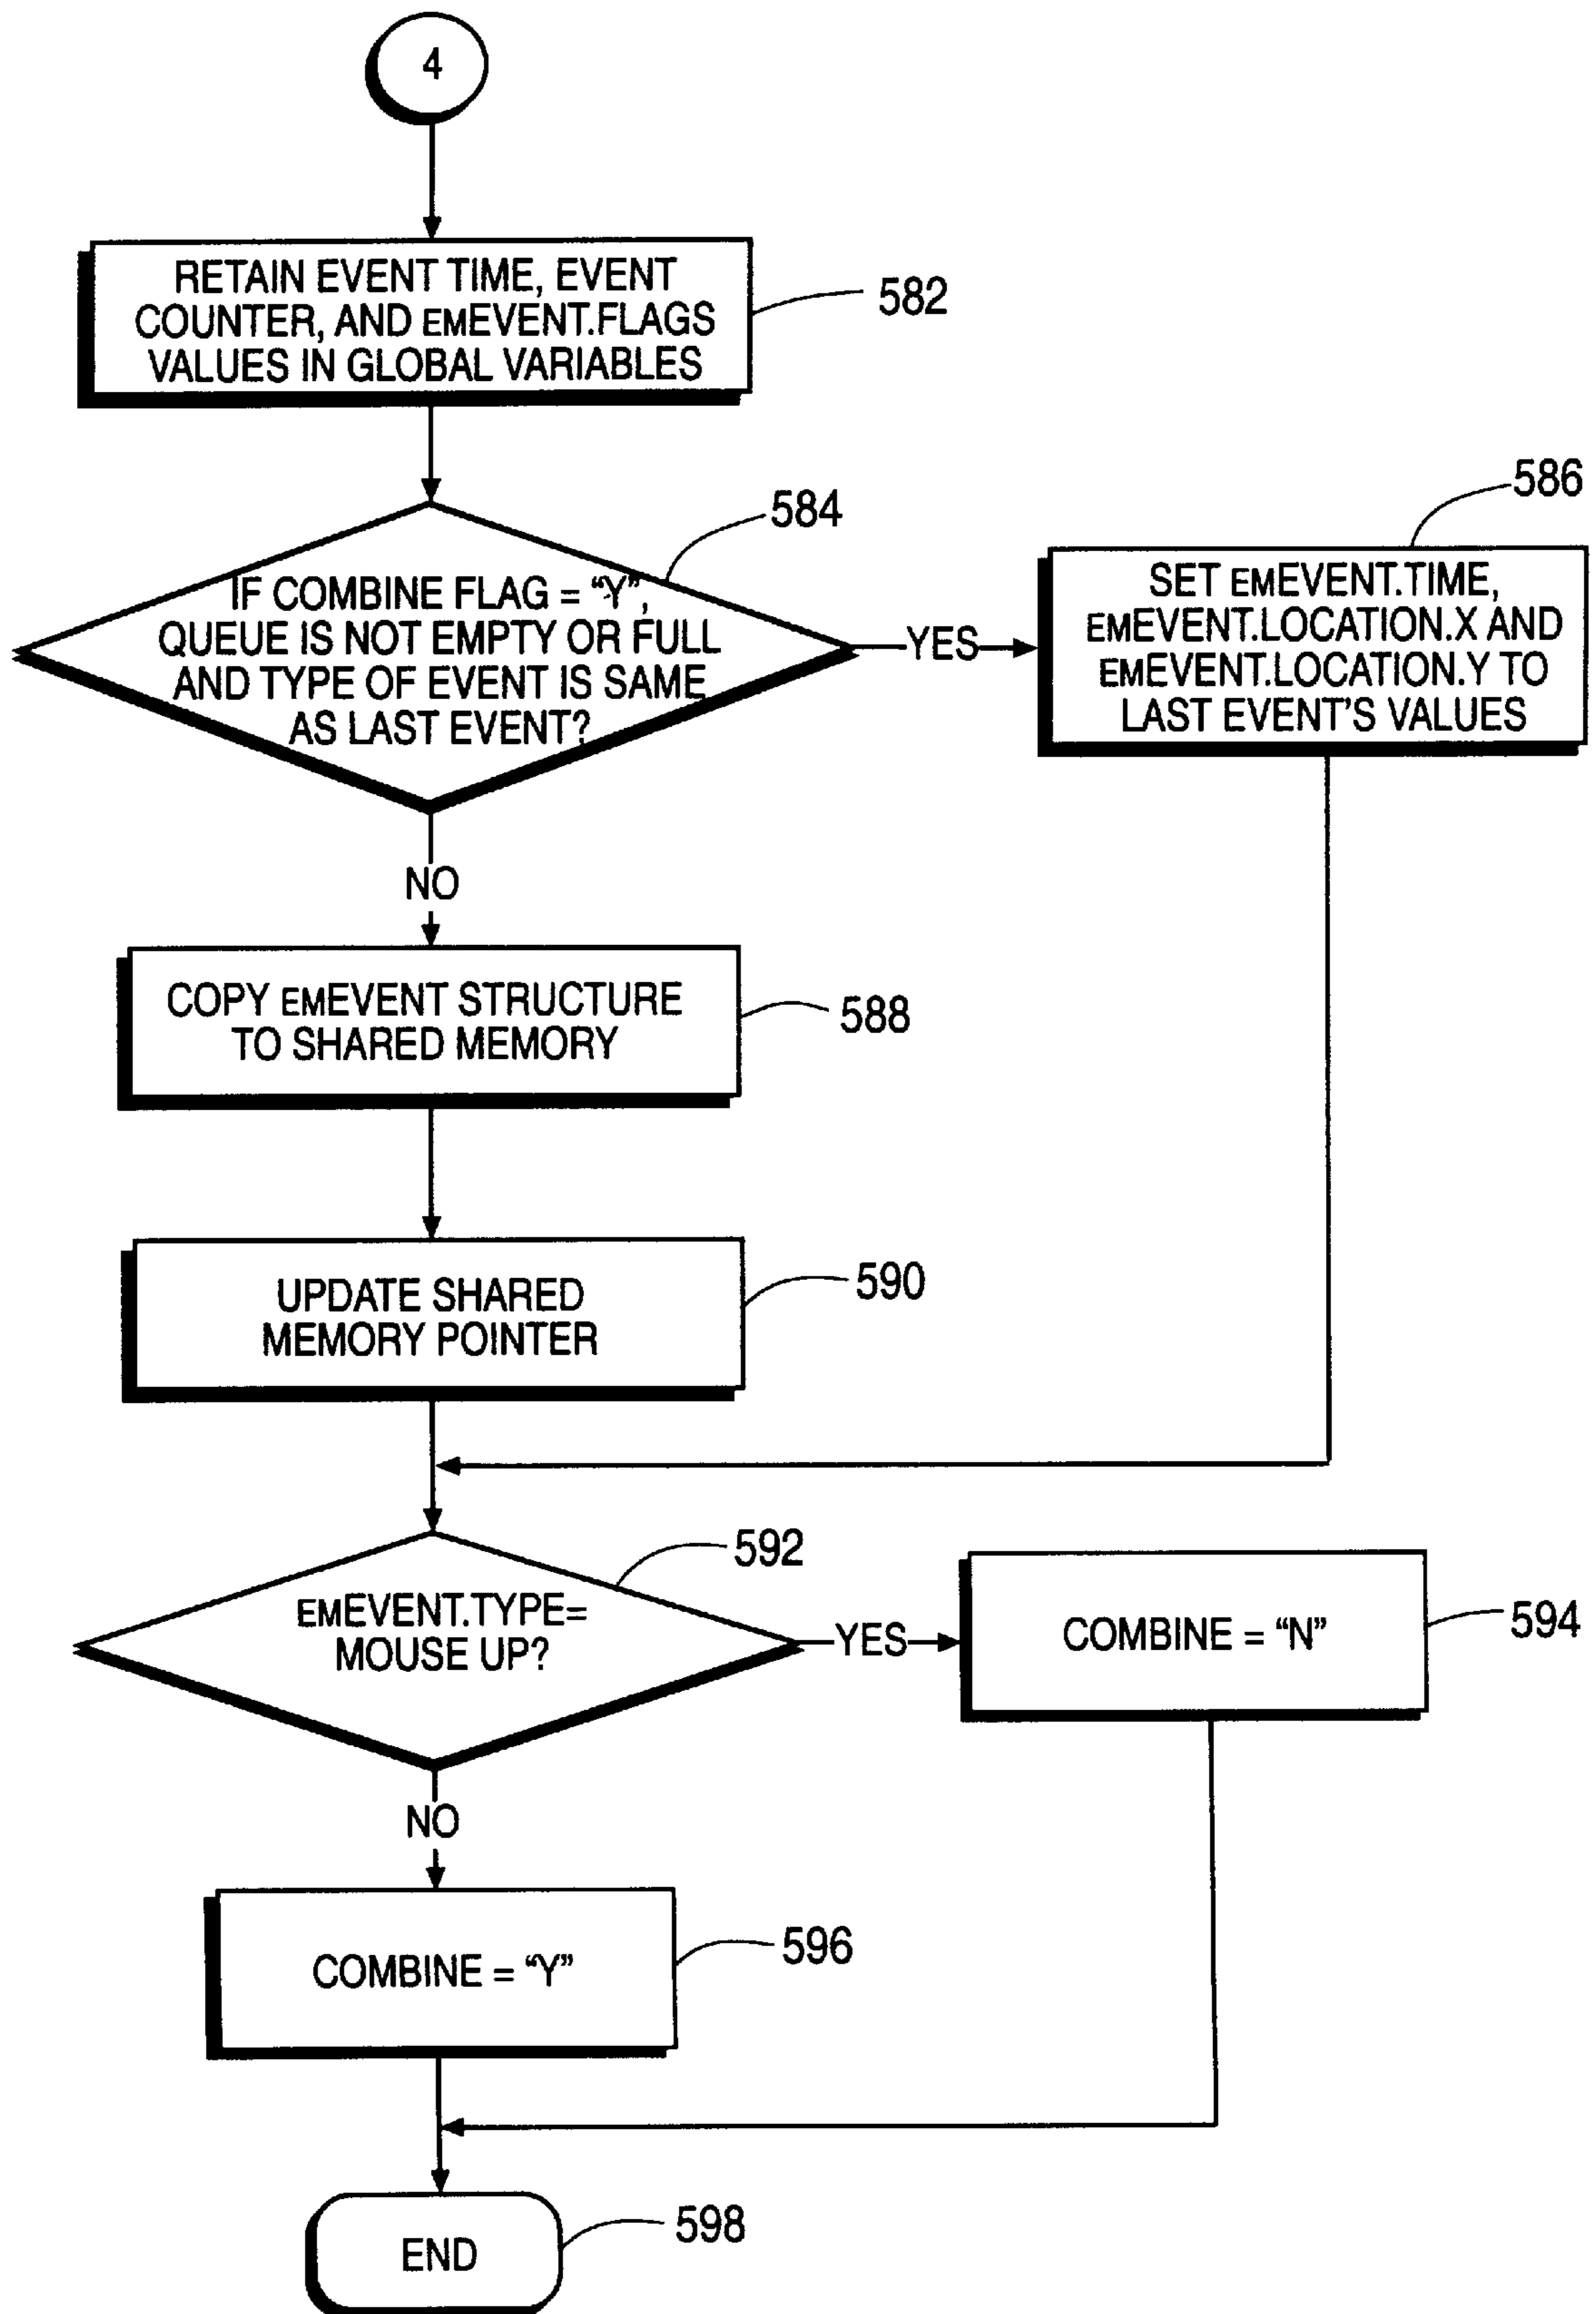 4
RETAIN EVENT TIME, EVENT
COUNTER, AND EMEVENT.FLAGS
VALUES IN GLOBAL VARIABLES
582
584
IF COMBINE FLAG = “Y”,
QUEUE IS NOT EMPTY OR FULL
AND TYPE OF EVENT IS SAME
AS LAST EVENT?
YES
586
SET EMEVENT.TIME,
EMEVENT.LOCATION.X AND
EMEVENT.LOCATION.Y TO
LAST EVENT'S VALUES
NO
COPY EMEVENT STRUCTURE
TO SHARED MEMORY
588
UPDATE SHARED
MEMORY POINTER
590
592
EMEVENT.TYPE=
MOUSE UP?
YES
COMBINE = “N”
594
NO
COMBINE = “Y”
596
END
598